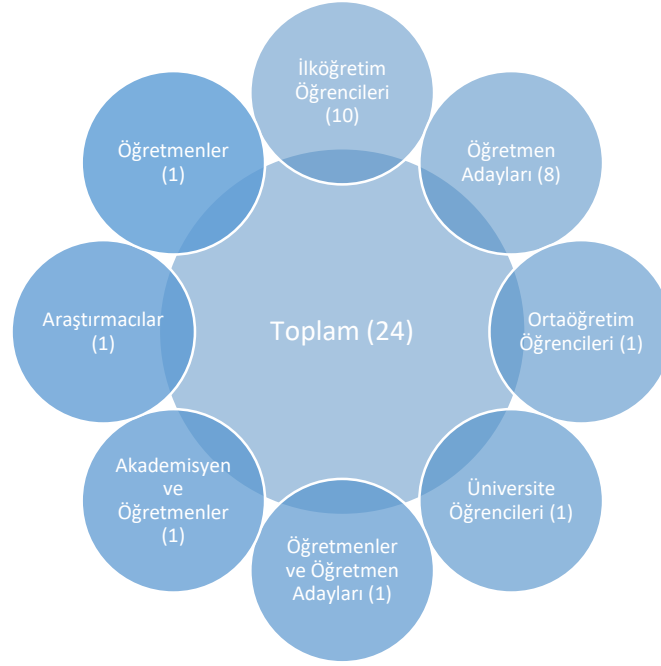 İlköğretim
Öğrencileri
(10)
Öğretmen
Adayları (8)
Ortaöğretim
Öğrencileri (1)
Üniversite
Öğrencileri (1)
Öğretmenler
ve Öğretmen
Adayları (1)
Akademisyen
ve
Öğretmenler
(1)
Araştırmacılar
(1)
Öğretmenler
(1)
Toplam (24)